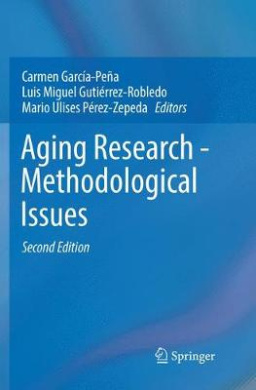 Carmen García-Peña
Luis Miguel Gutiérrez-Robledo
Mario Ulises Pérez-Zepeda Editors
Aging Research -
Methodological
Issues
Second Edition
Springer